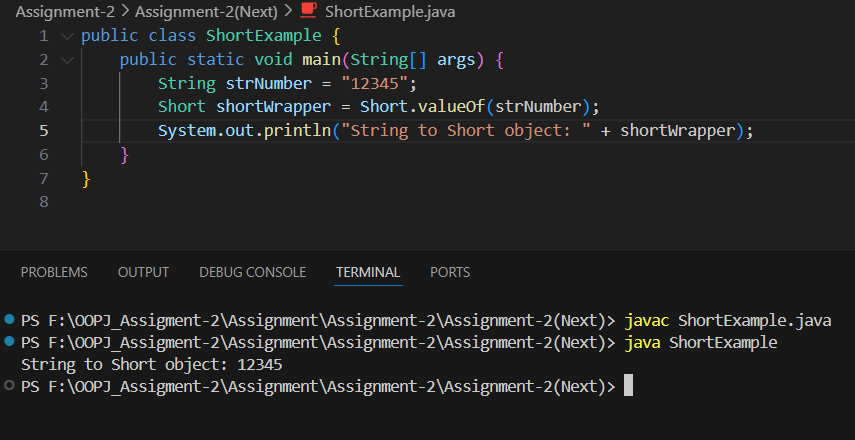 Assignment-2 > Assignment-2(Next) > ShortExample.java
1 public class ShortExample {
2 public static void main(String[] args) {
3 String strNumber = "12345";
4 Short shortWrapper = Short.valueOf(strNumber);
5 System.out.println("String to Short object: " + shortWrapper);
6 }
7 }
8
PROBLEMS OUTPUT DEBUG CONSOLE TERMINAL PORTS
PS F:\OOPJ_Assigment-2\Assignment\Assignment-2\Assignment-2(Next)> javac ShortExample.java
PS F:\OOPJ_Assigment-2\Assignment\Assignment-2\Assignment-2(Next)> java ShortExample
String to Short object: 12345
PS F:\OOPJ_Assigment-2\Assignment\Assignment-2\Assignment-2(Next)>